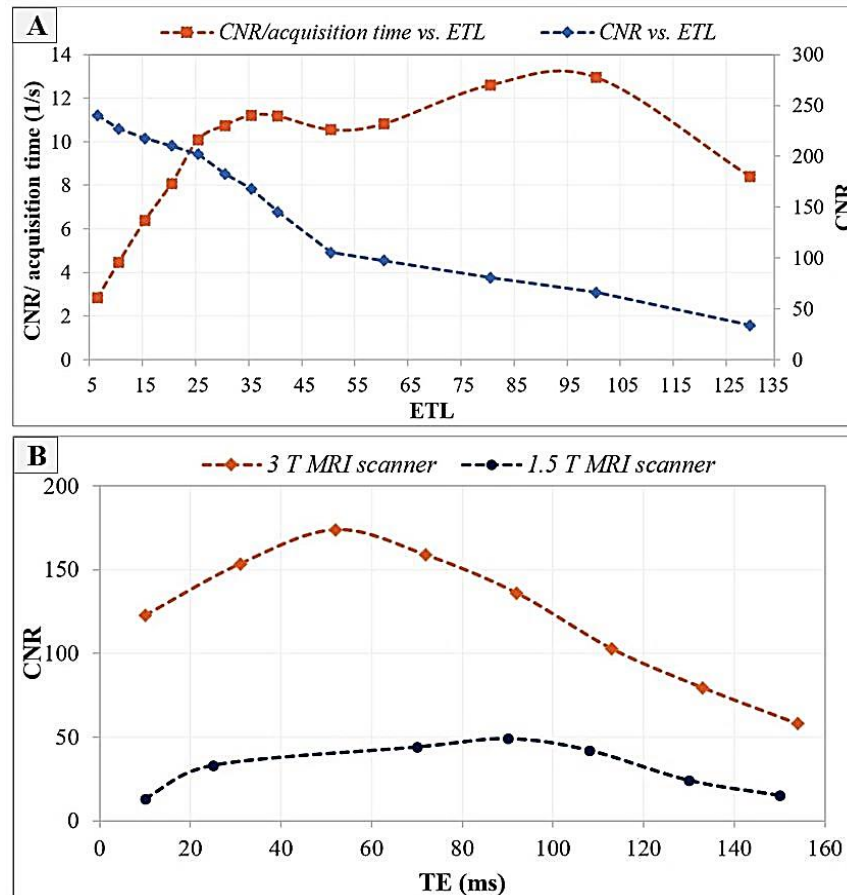 A
CNR/acquisition time vs. ETL
CNR vs. ETL
CNR/ acquisition time (1/s)
14
12
10
8
6
4
2
0
300
250
200
150
100
50
0
CNR
5 15 25 35 45 55 65 75 85 95 105 115 125 135
ETL
B
3 T MRI scanner
1.5 T MRI scanner
CNR
200
150
100
50
0
0 20 40 60 80 100 120 140 160
TE (ms)